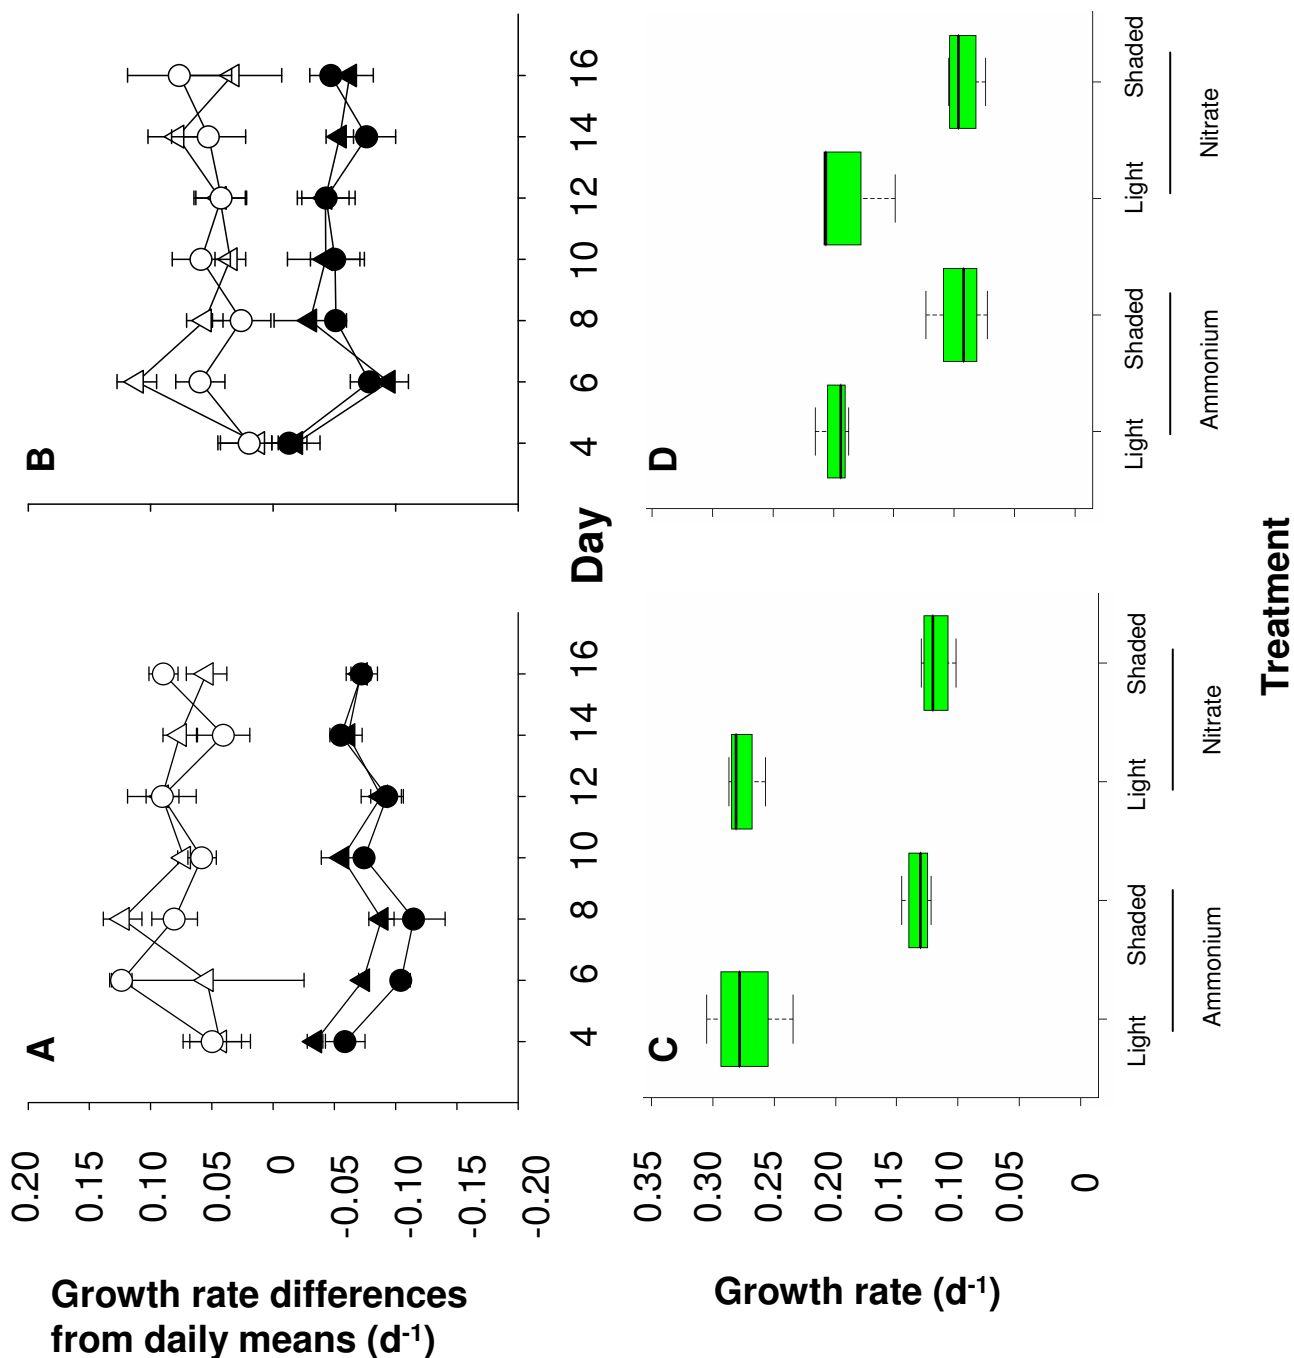 A
B
0.20
0.15
0.10
0.05
0
-0.05
-0.10
-0.20
Growth rate differences
from daily means (d-1)
4 6 8 10 12 14 16
4 6 8 10 12 14 16
Day
C
D
0.35
0.30
0.25
0.20
0.15
0.10
0.05
0
Growth rate (d-1)
Light Shaded Light Shaded
Ammonium Nitrate
Light Shaded Light Shaded
Ammonium Nitrate
Treatment